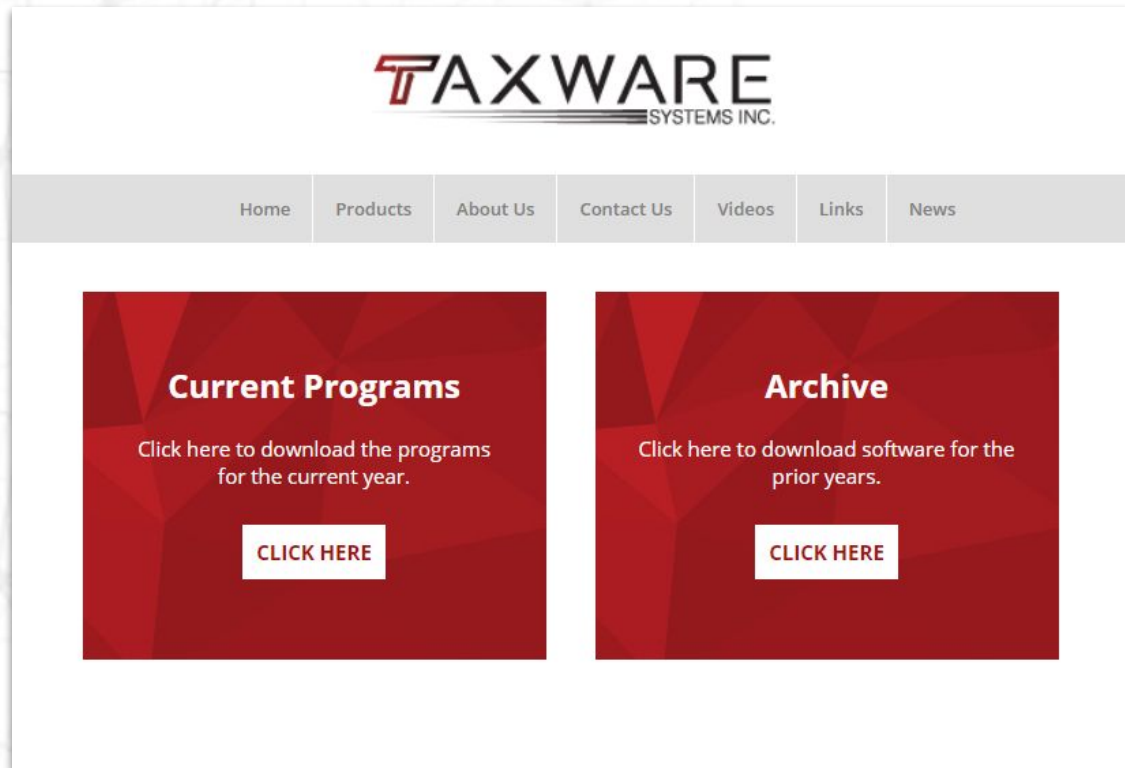 TAXWARE
SYSTEMS INC.
Home Products About Us Contact Us Videos Links News
Current Programs
Click here to download the programs
for the current year.
CLICK HERE
Archive
Click here to download software for the
prior years.
CLICK HERE